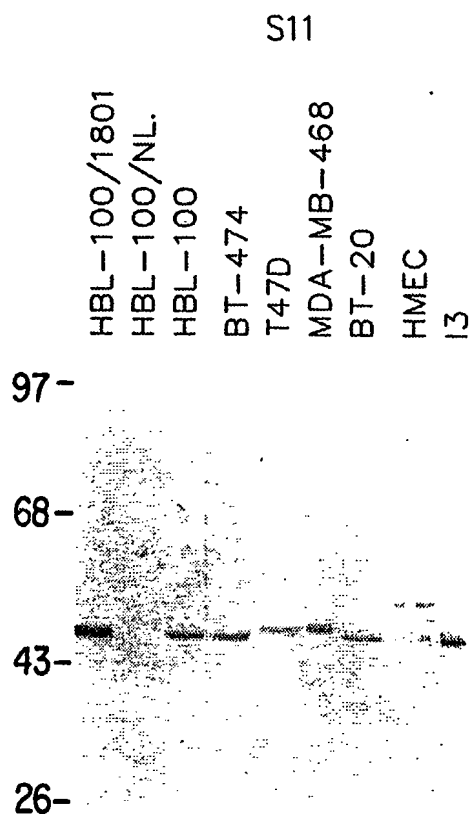 S11
HBL-100/1801
HBL-100/NL.
HBL-100
BT-474
T47D
MDA-MB-468
BT-20
HMEC
13
97-
68-
43-
26-